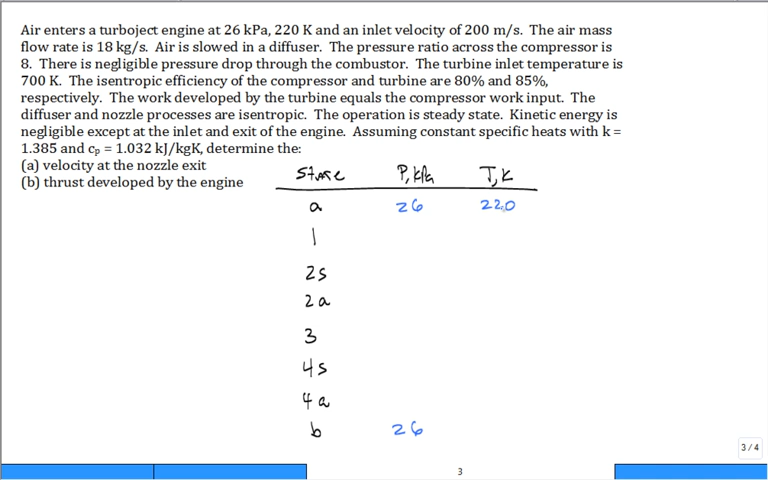 Air enters a turboject engine at 26 kPa, 220 K and an inlet velocity of 200 m/s.  The air mass
flow rate is 18 kg/s.  Air is slowed in a diffuser.  The pressure ratio across the compressor is
8.  There is negligible pressure drop through the combustor.  The turbine inlet temperature is
700 K.  The isentropic efficiency of the compressor and turbine are 80% and 85%,
respectively.  The work developed by the turbine equals the compressor work input.  The
diffuser and nozzle processes are isentropic.  The operation is steady state.  Kinetic energy is
negligible except at the inlet and exit of the engine.  Assuming constant specific heats with k =
1.385 and cp = 1.032 kJ/kgK, determine the:
(a) velocity at the nozzle exit
(b) thrust developed by the engine
State P, kPa T, K
a 26 220
1
2s
2a
3
4s
4a
b 26
3
3 / 4